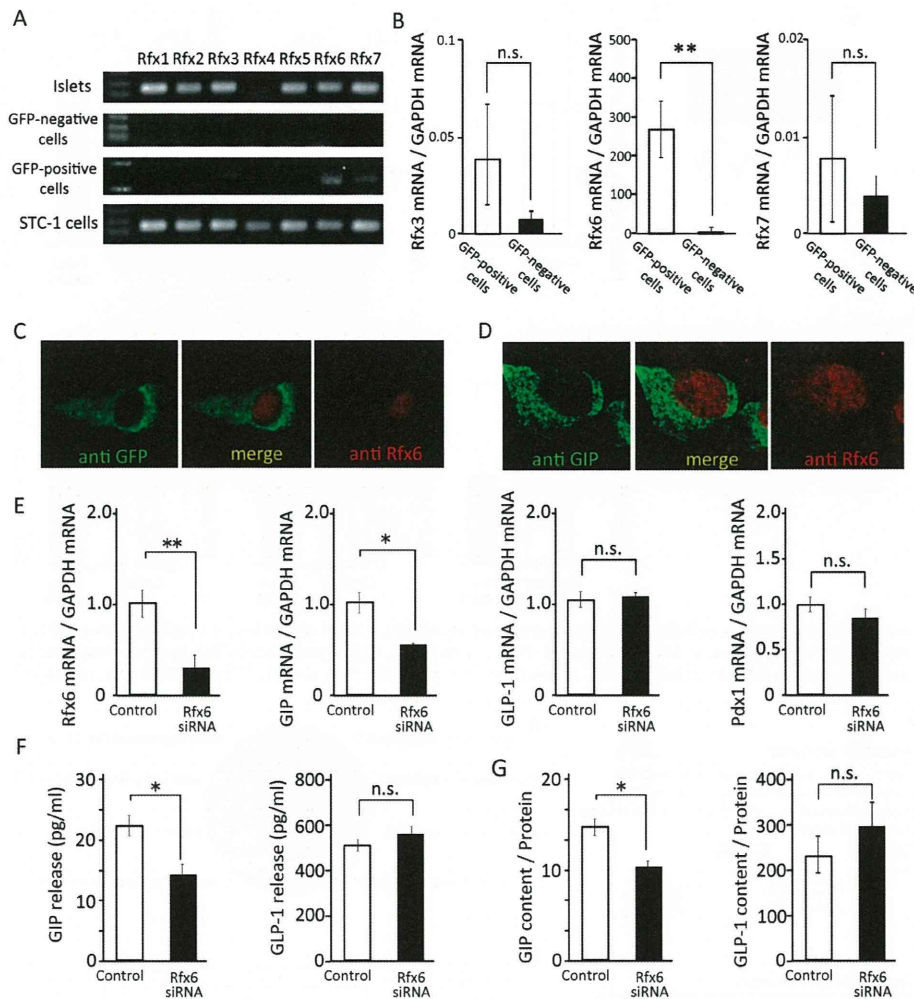 A
Rfx1 Rfx2 Rfx3 Rfx4 Rfx5 Rfx6 Rfx7
Islets
GFP-negative
cells
GFP-positive
cells
STC-1 cells
B
Rfx3 mRNA / GAPDH mRNA
0.1
0.05
0
n.s.
GFP-positive
cells
GFP-negative
cells
Rfx6 mRNA / GAPDH mRNA
500
400
300
200
100
0
**
GFP-positive
cells
GFP-negative
cells
Rfx7 mRNA / GAPDH mRNA
0.02
0.01
0
n.s.
GFP-positive
cells
GFP-negative
cells
C
anti GFP
merge
anti Rfx6
D
anti GIP
merge
anti Rfx6
E
Rfx6 mRNA / GAPDH mRNA
2.0
1.0
0
**
Control
Rfx6
siRNA
GIP mRNA / GAPDH mRNA
2.0
1.0
0
*
Control
Rfx6
siRNA
GLP-1 mRNA / GAPDH mRNA
2.0
1.0
0
n.s.
Control
Rfx6
siRNA
Pdx1 mRNA / GAPDH mRNA
2.0
1.5
1.0
0.5
0
n.s.
Control
Rfx6
siRNA
F
GIP release (pg/ml)
30
20
10
0
*
Control
Rfx6
siRNA
GLP-1 release (pg/ml)
800
600
400
200
0
n.s.
Control
Rfx6
siRNA
G
GIP content / Protein
20
10
0
*
Control
Rfx6
siRNA
GLP-1 content / Protein
400
300
200
100
0
n.s.
Control
Rfx6
siRNA